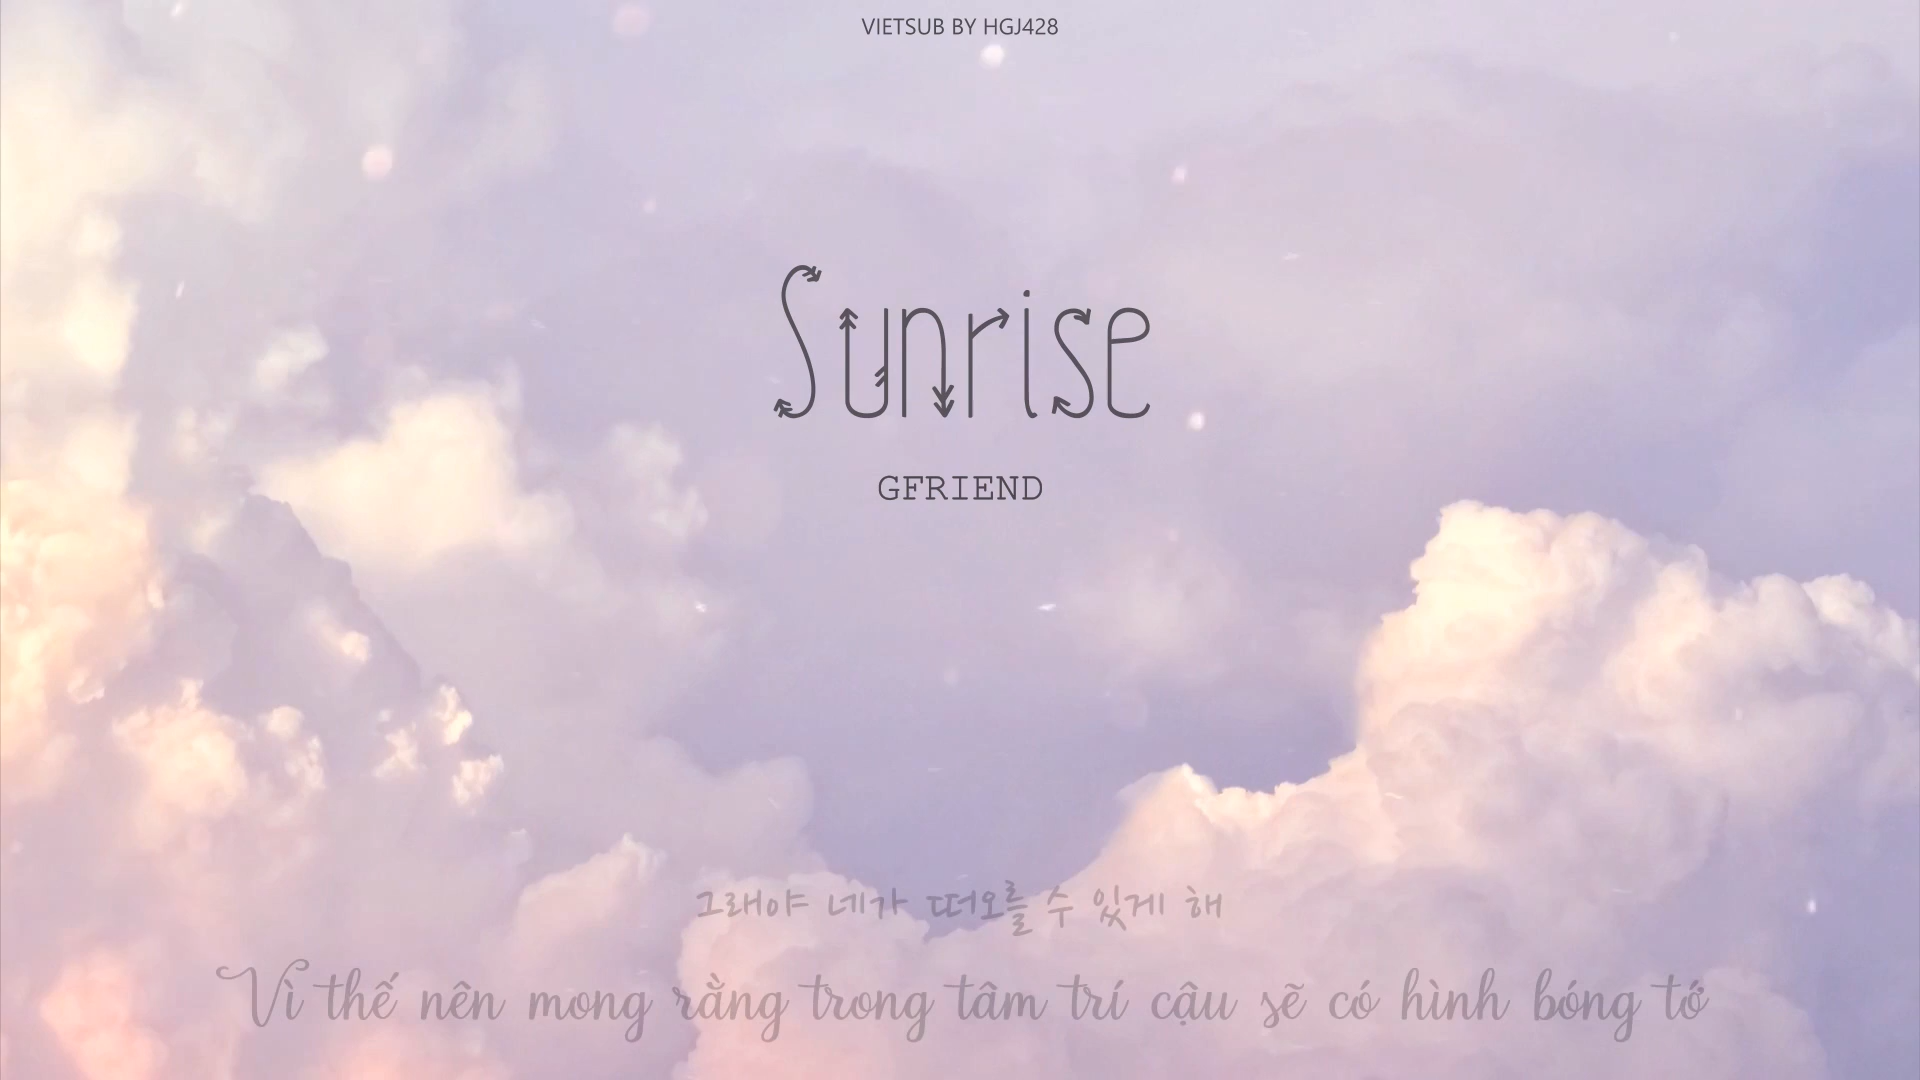 VIETSUB BY HGJ428
Sunrise
GFRIEND
그래야 네가 떠오를 수 있게 해
Vì thế nên mong rằng trong tâm trí cậu sẽ có hình bóng tớ